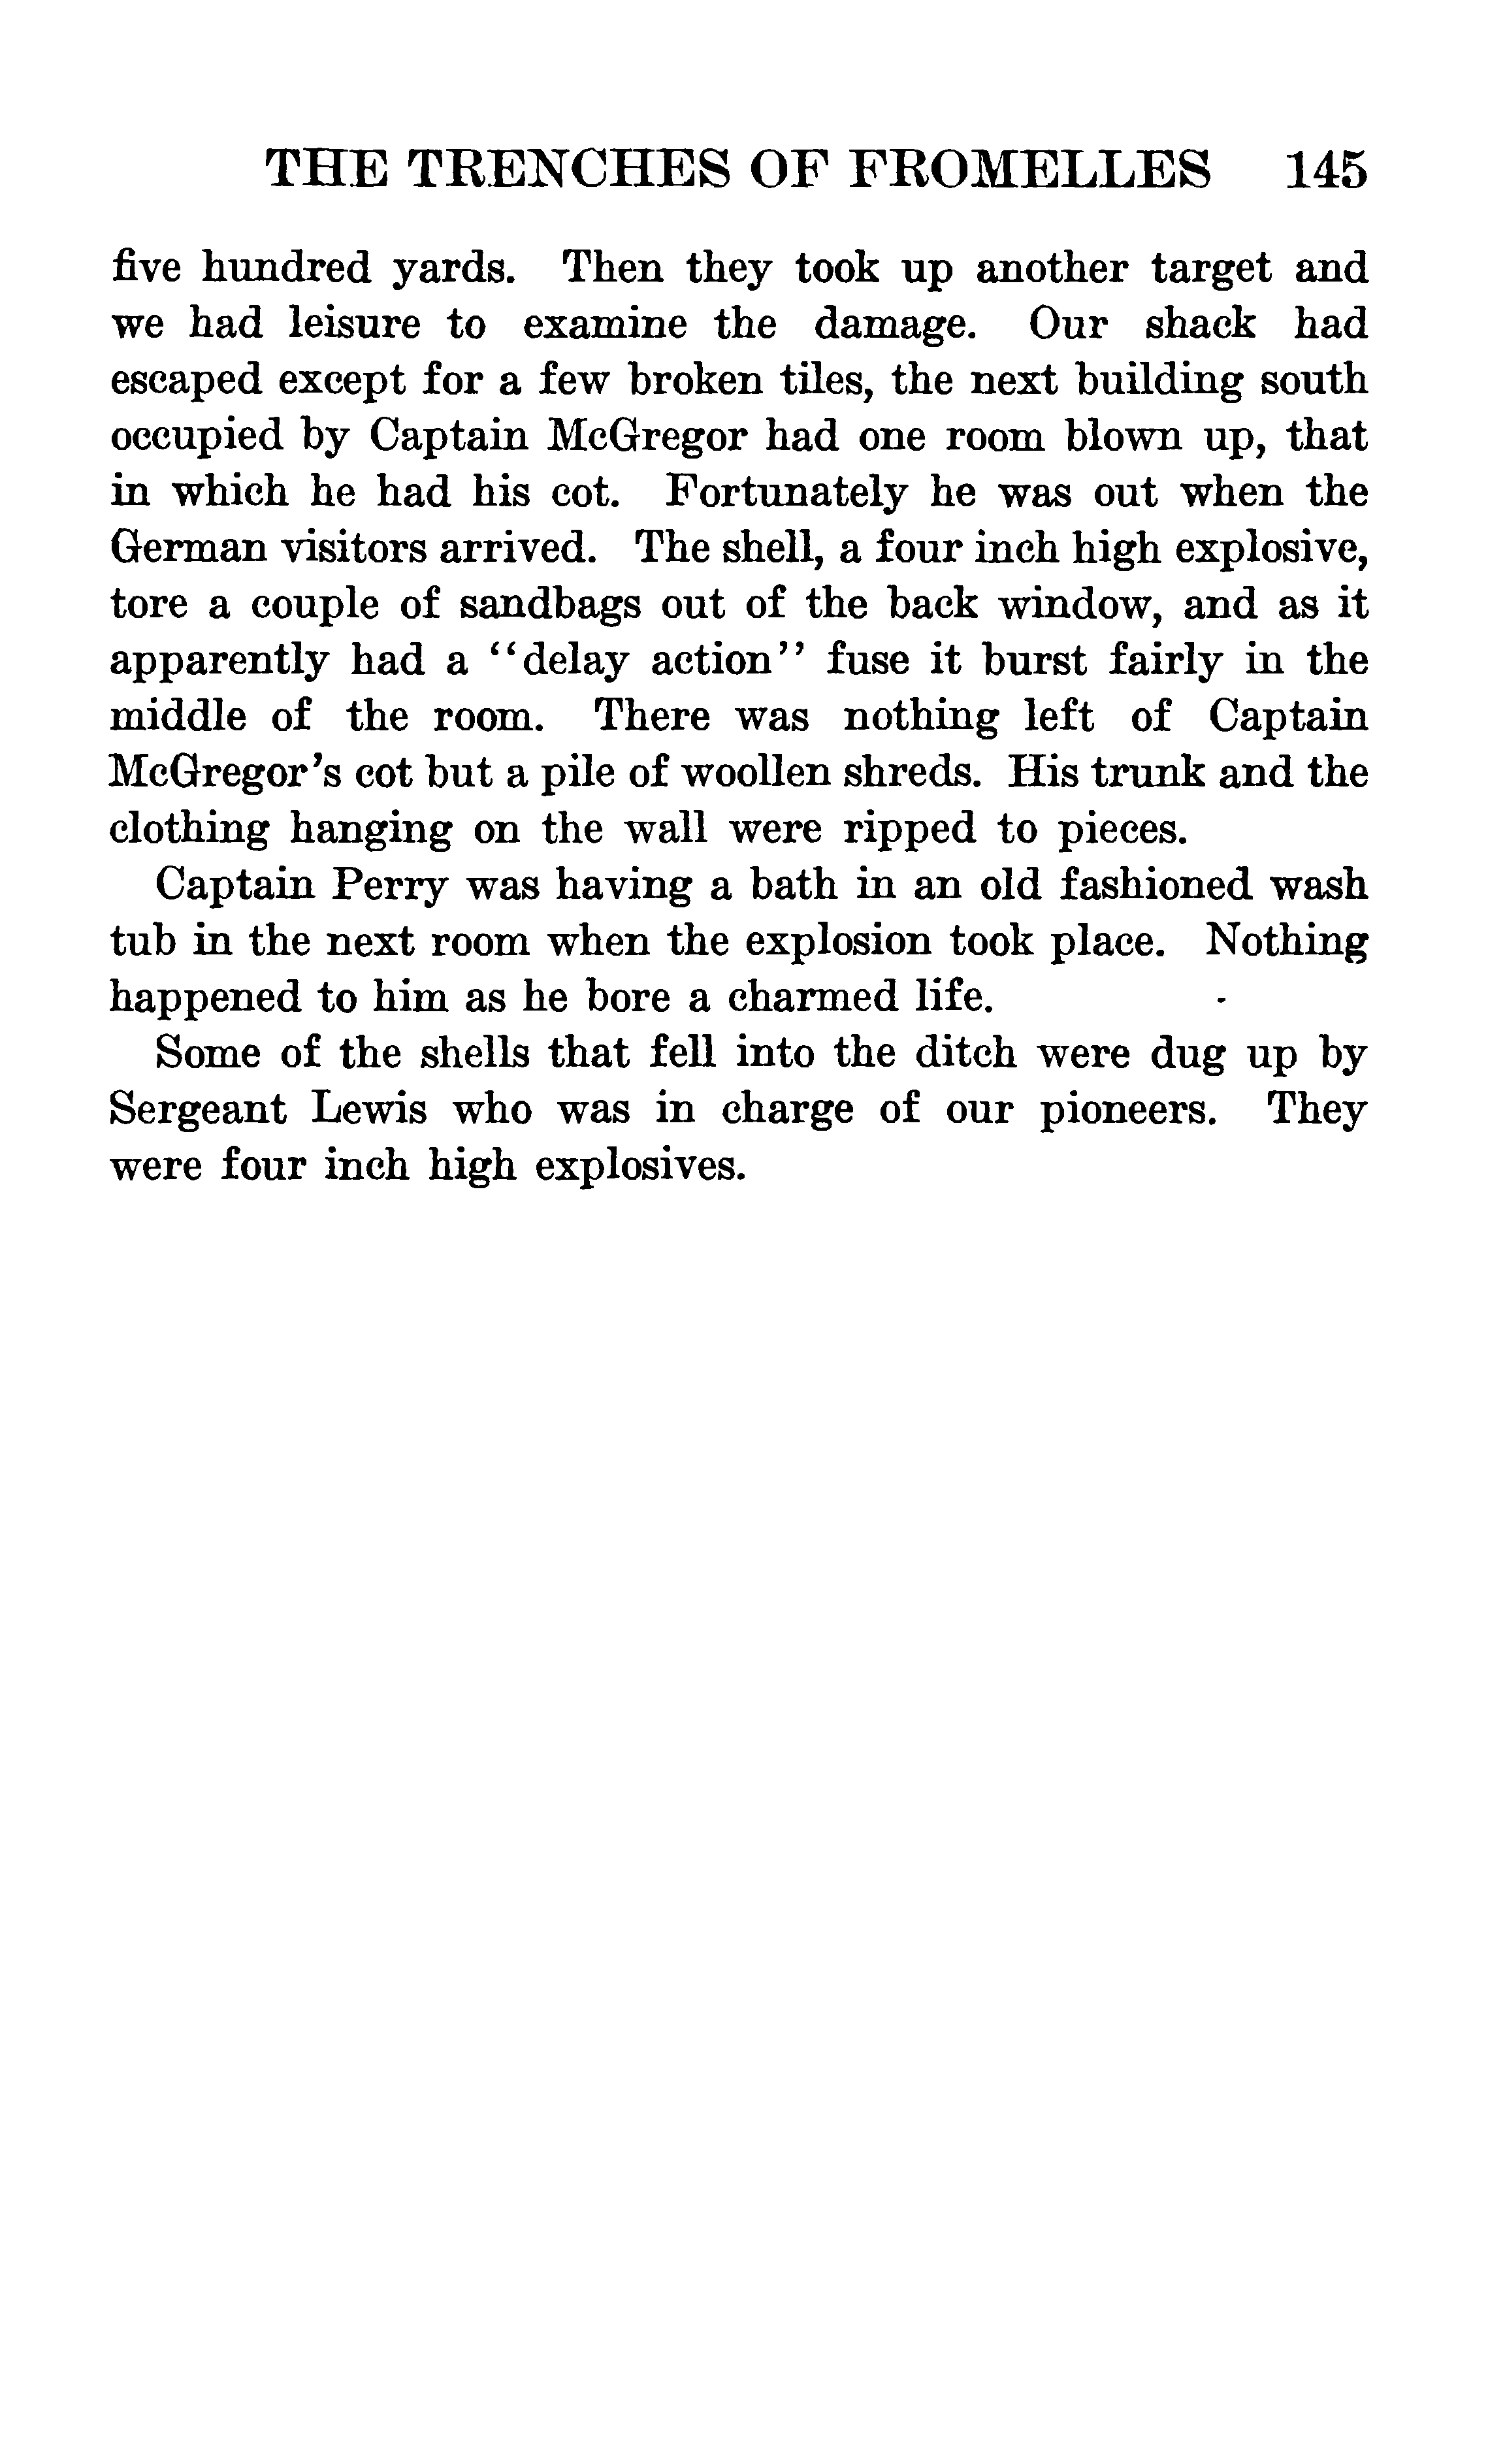 THE TRENCHES OF FROMELLES 145
five hundred yards. Then they took up another target and
we had leisure to examine the damage. Our shack had
escaped except for a few broken tiles, the next building south
occupied by Captain McGregor had one room blown up, that
in which he had his cot. Fortunately he was out when the
German visitors arrived. The shell, a four inch high explosive,
tore a couple of sandbags out of the back window, and as it
apparently had a "delay action" fuse it burst fairly in the
middle of the room. There was nothing left of Captain
McGregor's cot but a pile of woollen shreds. His trunk and the
clothing hanging on the wall were ripped to pieces.
Captain Perry was having a bath in an old fashioned wash
tub in the next room when the explosion took place. Nothing
happened to him as he bore a charmed life.
Some of the shells that fell into the ditch were dug up by
Sergeant Lewis who was in charge of our pioneers. They
were four inch high explosives.